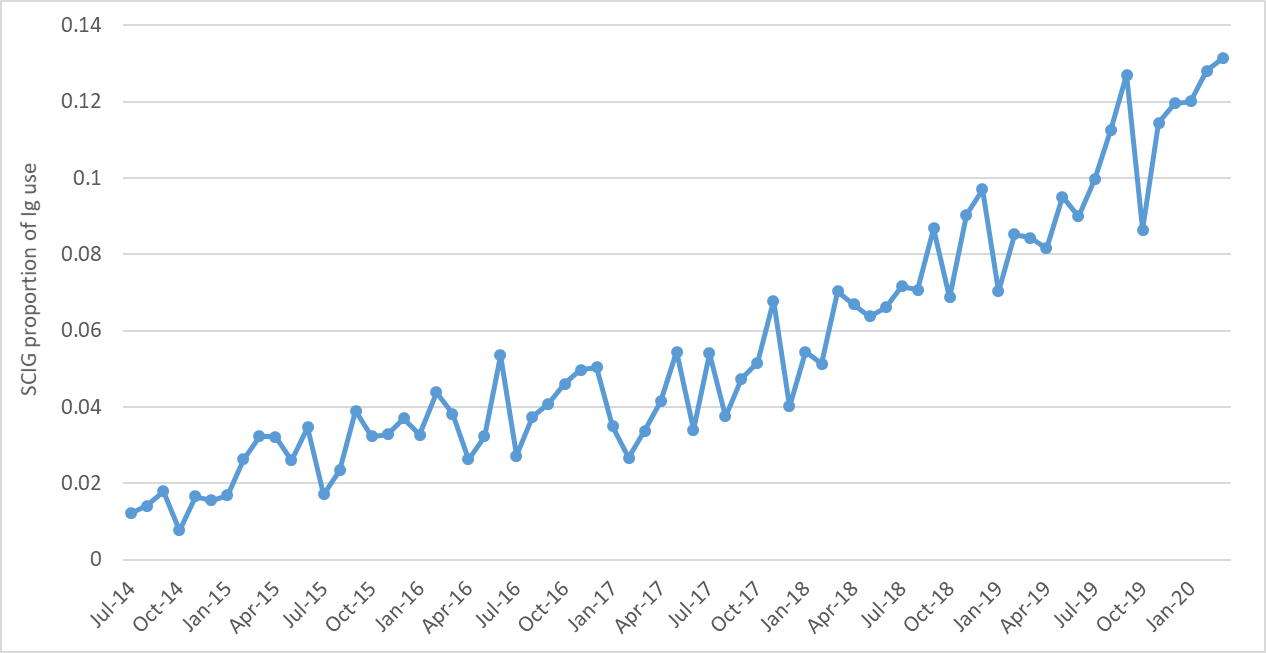 0.14
0.12
0.1
0.08
0.06
0.04
0.02
0
SCIG proportion of Ig use
Jul-14
Oct-14
Jan-15
Apr-15
Jul-15
Oct-15
Jan-16
Apr-16
Jul-16
Oct-16
Jan-17
Apr-17
Jul-17
Oct-17
Jan-18
Apr-18
Jul-18
Oct-18
Jan-19
Apr-19
Jul-19
Oct-19
Jan-20